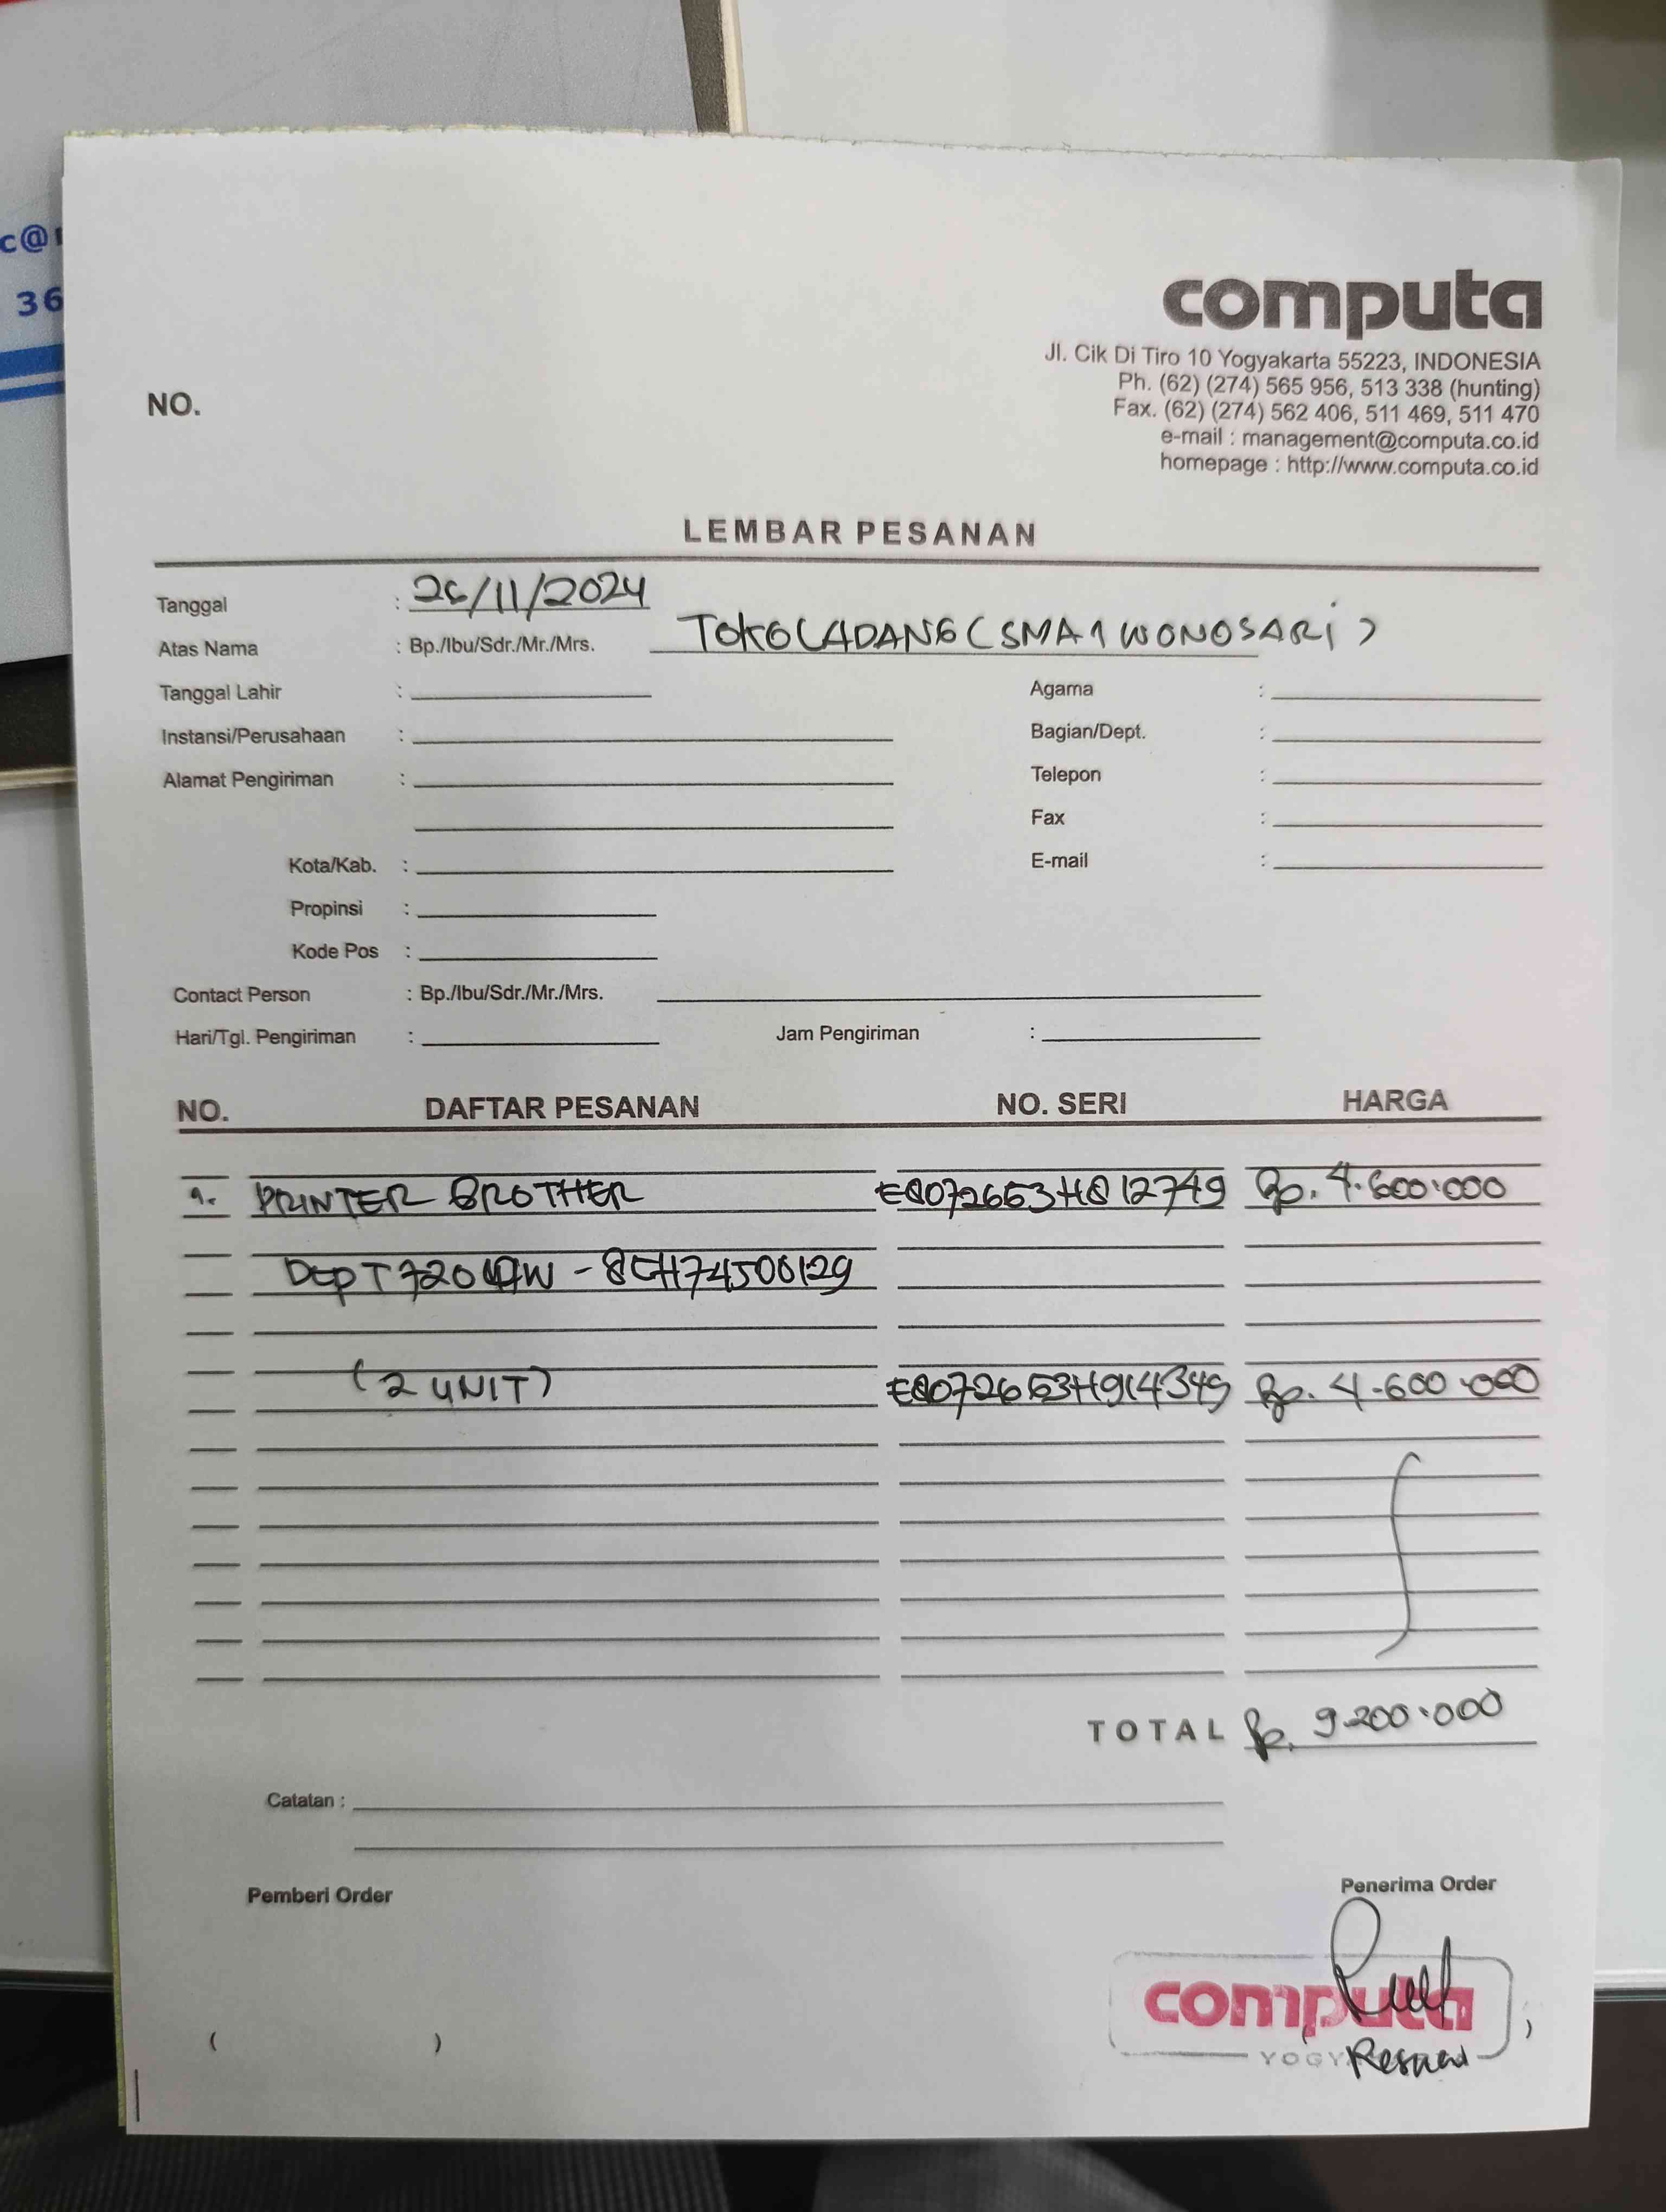 c@
36
computa
Jl. Cik Di Tiro 10 Yogyakarta 55223, INDONESIA
Ph. (62) (274) 565 956, 513 338 (hunting)
Fax. (62) (274) 562 406, 511 469, 511 470
e-mail : management@computa.co.id
homepage : http://www.computa.co.id
NO.
LEMBAR PESANAN
Tanggal : 26/11/2024
Atas Nama : Bp./Ibu/Sdr./Mr./Mrs. TOKO LADANG (SMA 1 WONOSARI)
Tanggal Lahir : Agama :
Instansi/Perusahaan : Bagian/Dept. :
Alamat Pengiriman : Telepon :
Fax :
Kota/Kab. : E-mail :
Propinsi :
Kode Pos :
Contact Person : Bp./Ibu/Sdr./Mr./Mrs.
Hari/Tgl. Pengiriman : Jam Pengiriman :
NO. DAFTAR PESANAN NO. SERI HARGA
1. PRINTER BROTHER Rp. 4.600.000
(2 UNIT) Rp. 4.600.000
TOTAL Rp. 9.200.000
Catatan :
Pemberi Order Penerima Order
computa
( ) ( )